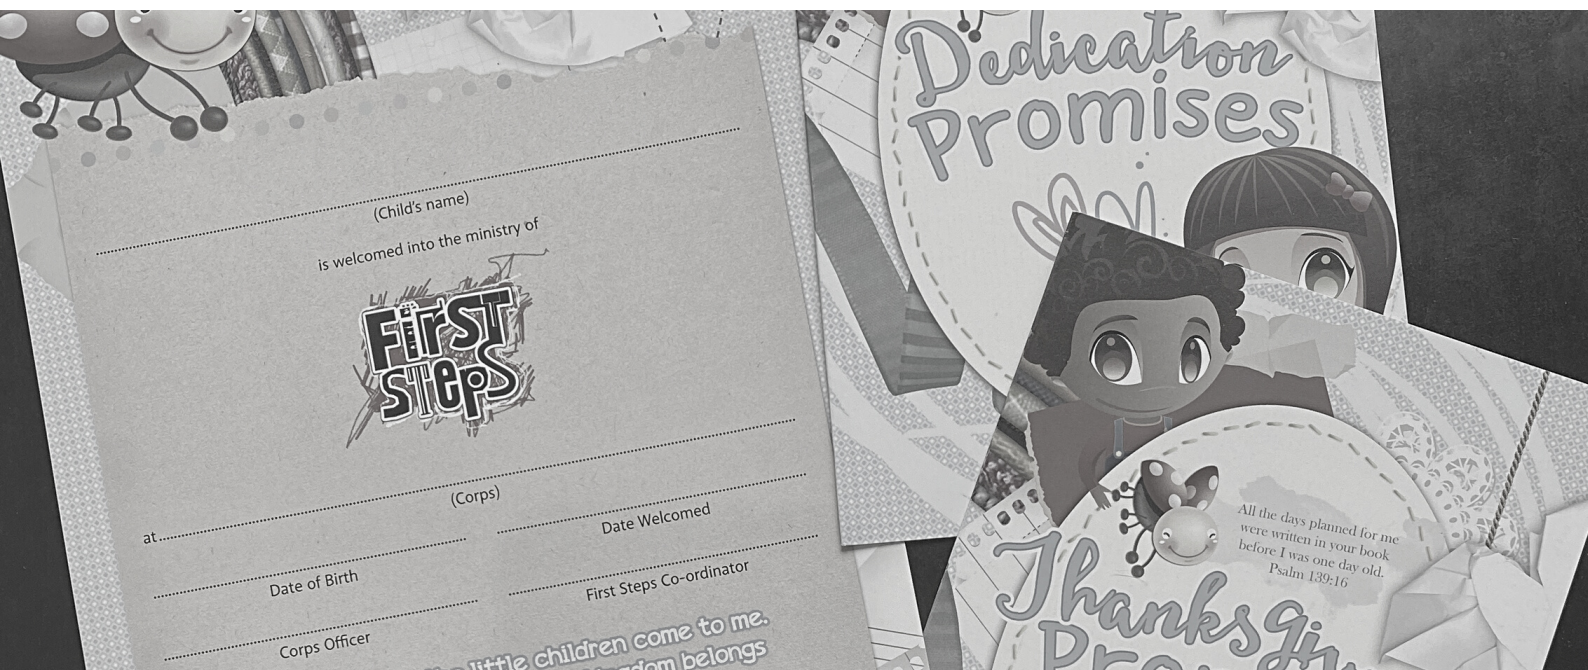 (Child's name)
is welcomed into the ministry of
First
Steps
at
(Corps)
Date of Birth
Date Welcomed
Corps Officer
First Steps Co-ordinator
little children come to me.
belongs
Dedication
Promises
All the days planned for me
were written in your book
before I was one day old.
Psalm 139:16